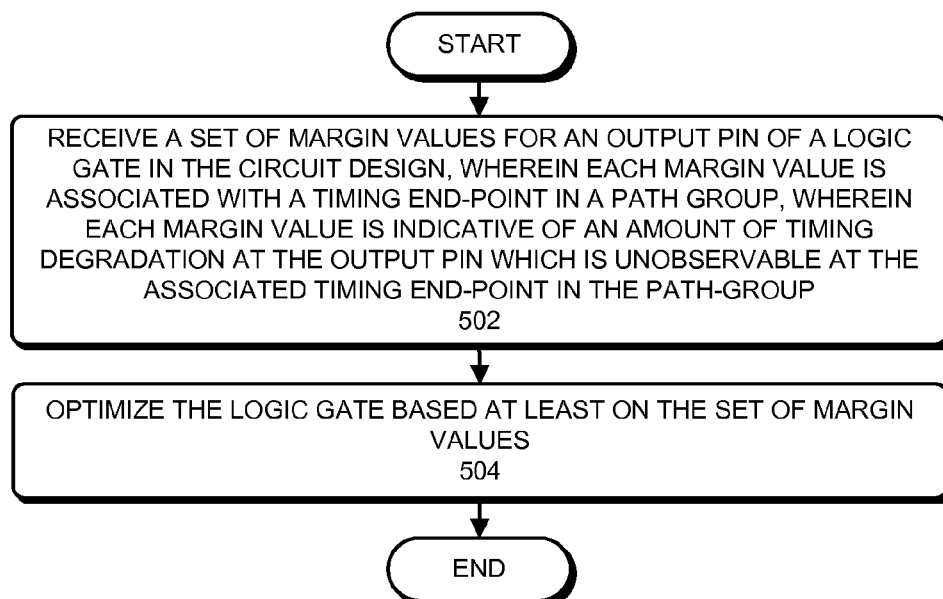 START
RECEIVE A SET OF MARGIN VALUES FOR AN OUTPUT PIN OF A LOGIC
GATE IN THE CIRCUIT DESIGN, WHEREIN EACH MARGIN VALUE IS
ASSOCIATED WITH A TIMING END-POINT IN A PATH GROUP, WHEREIN
EACH MARGIN VALUE IS INDICATIVE OF AN AMOUNT OF TIMING
DEGRADATION AT THE OUTPUT PIN WHICH IS UNOBSERVABLE AT THE
ASSOCIATED TIMING END-POINT IN THE PATH-GROUP
502
OPTIMIZE THE LOGIC GATE BASED AT LEAST ON THE SET OF MARGIN
VALUES
504
END